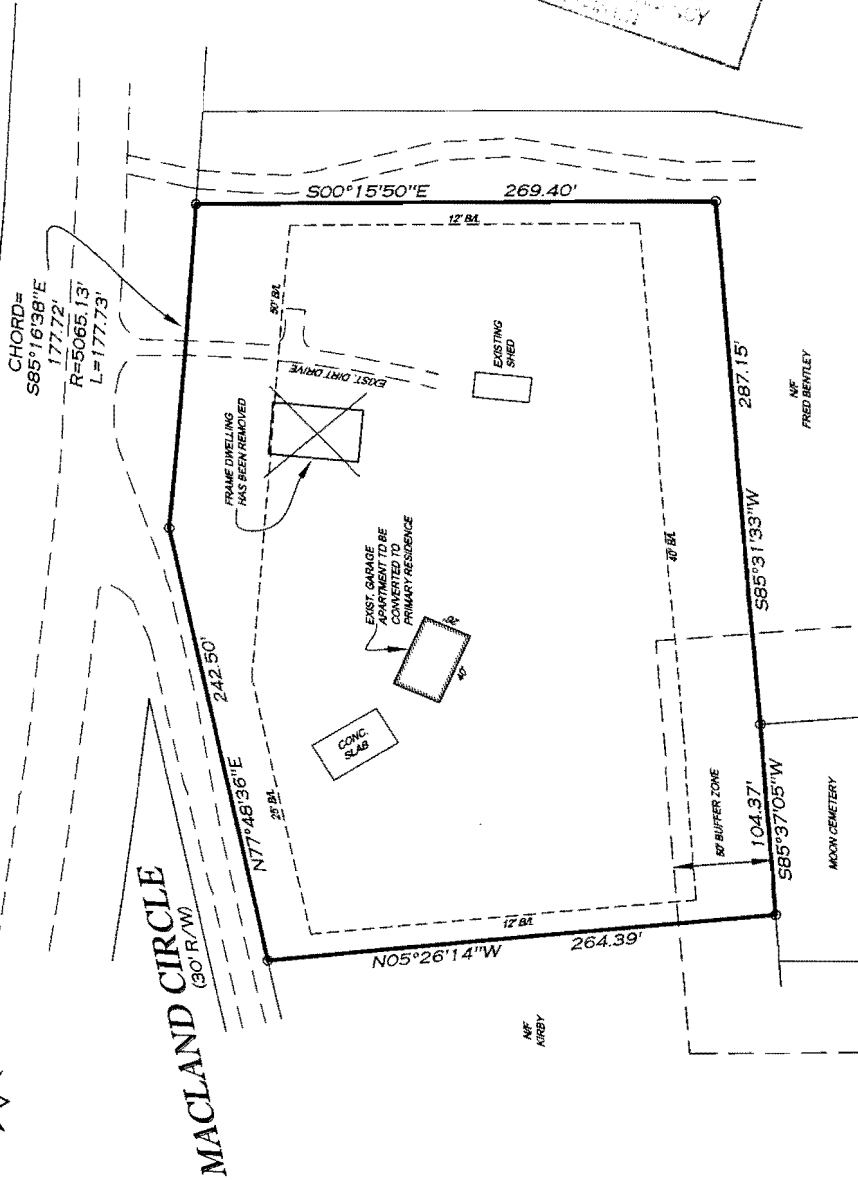 CHORD=
S85°16'38"E
177.72'
R=5065.13'
L=177.73'
S00°15'50"E 269.40'
12' B/L
50' B/L
EXIST. DIRT DRIVE
EXISTING
SHED
FRAME DWELLING
HAS BEEN REMOVED
EXIST. GARAGE
APARTMENT TO BE
CONVERTED TO
PRIMARY RESIDENCE
40'
CONC.
SLAB
242.50'
N77°48'36"E
25' B/L
MACLAND CIRCLE
(30' R/W)
12' B/L
N05°26'14"W 264.39'
N/F
KIRBY
40' B/L
287.15'
S85°31'33"W
N/F
FRED BENTLEY
50' BUFFER ZONE
104.37'
S85°37'05"W
MOON CEMETERY